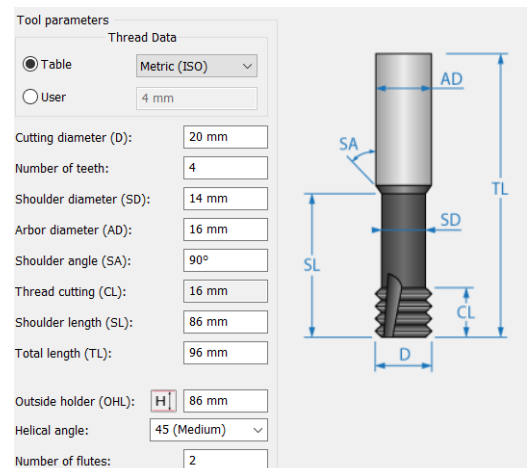 Tool parameters
Thread Data
Table Metric (ISO)
User 4 mm
Cutting diameter (D): 20 mm
Number of teeth: 4
Shoulder diameter (SD): 14 mm
Arbor diameter (AD): 16 mm
Shoulder angle (SA): 90º
Thread cutting (CL): 16 mm
Shoulder length (SL): 86 mm
Total length (TL): 96 mm
Outside holder (OHL): H 86 mm
Helical angle: 45 (Medium)
Number of flutes: 2
AD
SA
TL
SD
SL
CL
D